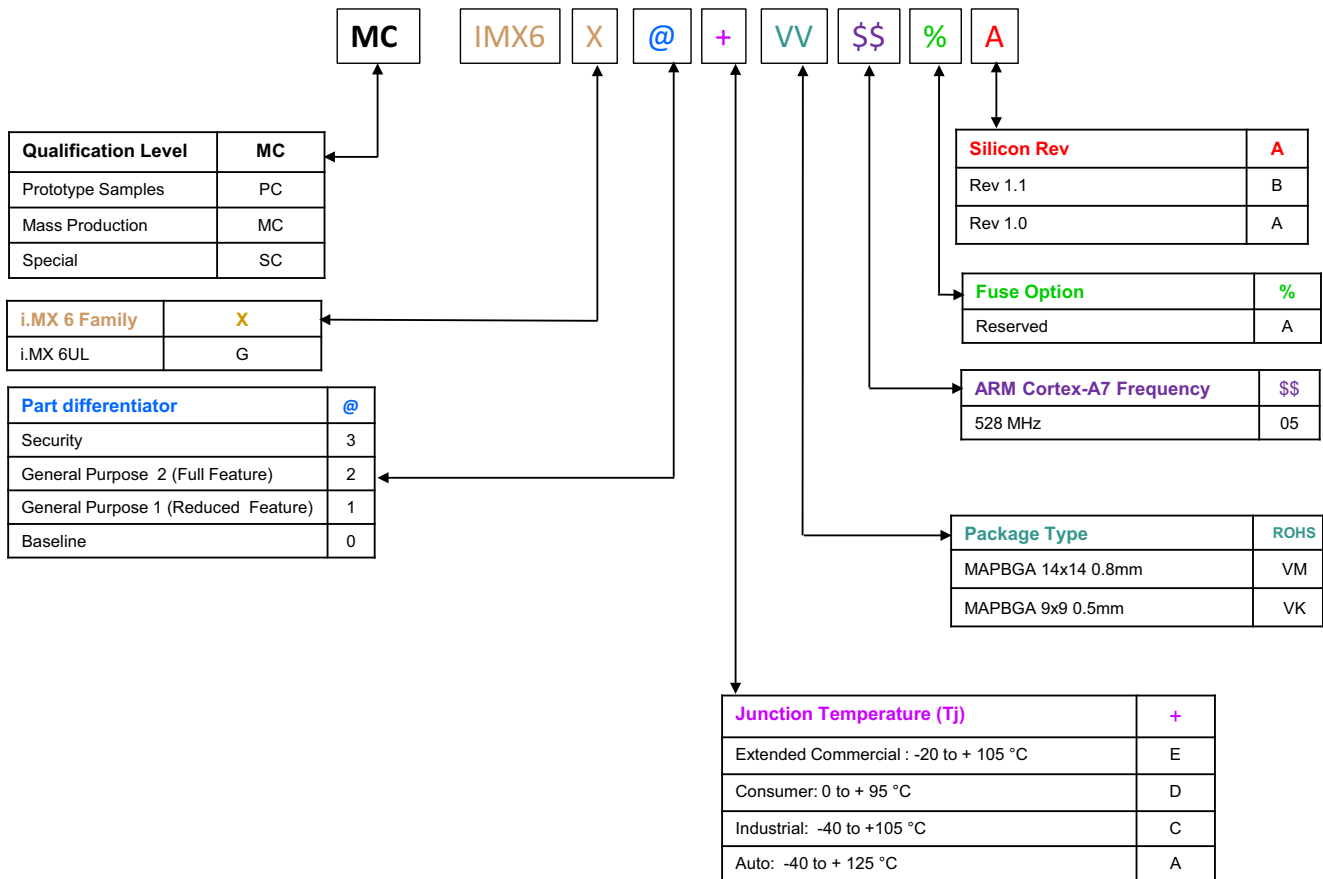 MC IMX6 X @ + VV $$ % A
Qualification Level MC
Prototype Samples PC
Mass Production MC
Special SC
i.MX 6 Family X
i.MX 6UL G
Part differentiator @
Security 3
General Purpose 2 (Full Feature) 2
General Purpose 1 (Reduced Feature) 1
Baseline 0
Silicon Rev A
Rev 1.1 B
Rev 1.0 A
Fuse Option %
Reserved A
ARM Cortex-A7 Frequency $$
528 MHz 05
Package Type ROHS
MAPBGA 14x14 0.8mm VM
MAPBGA 9x9 0.5mm VK
Junction Temperature (Tj) +
Extended Commercial : -20 to + 105 °C E
Consumer: 0 to + 95 °C D
Industrial: -40 to +105 °C C
Auto: -40 to + 125 °C A